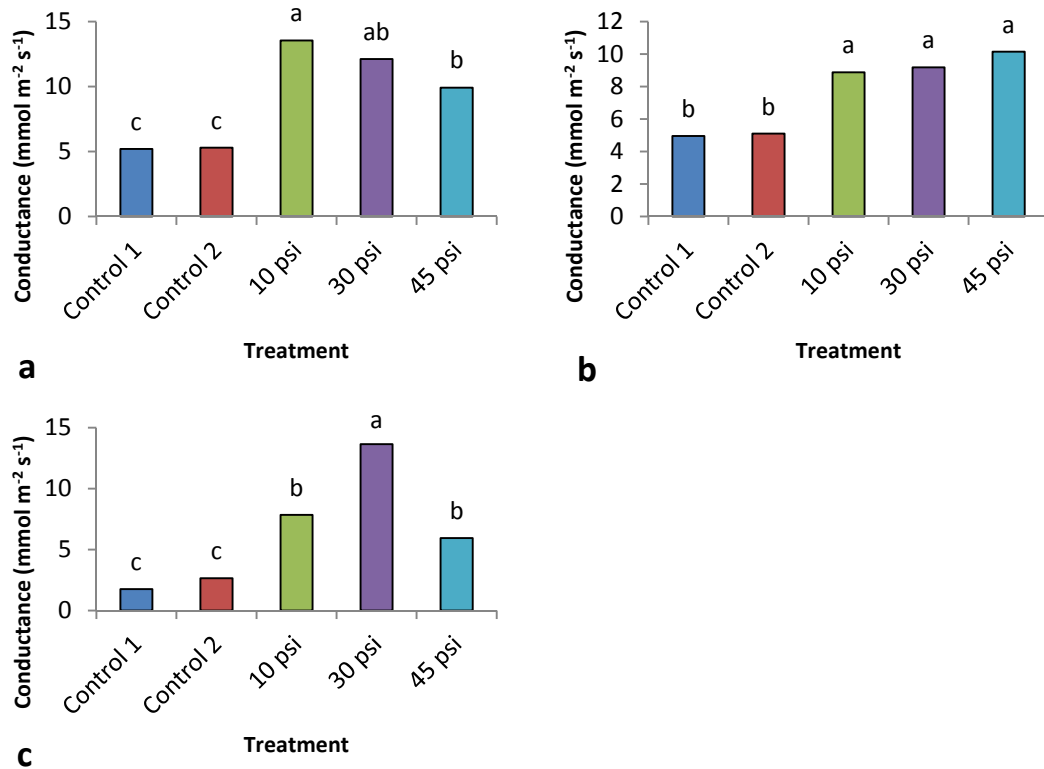 Conductance (mmol m⁻² s⁻¹)
15
10
5
0
a
ab
b
c
c
Control 1
Control 2
10 psi
30 psi
45 psi
Treatment
a
Conductance (mmol m⁻² s⁻¹)
12
10
8
6
4
2
0
b
b
a
a
a
Control 1
Control 2
10 psi
30 psi
45 psi
Treatment
b
Conductance (mmol m⁻² s⁻¹)
15
10
5
0
c
c
b
a
b
Control 1
Control 2
10 psi
30 psi
45 psi
Treatment
c